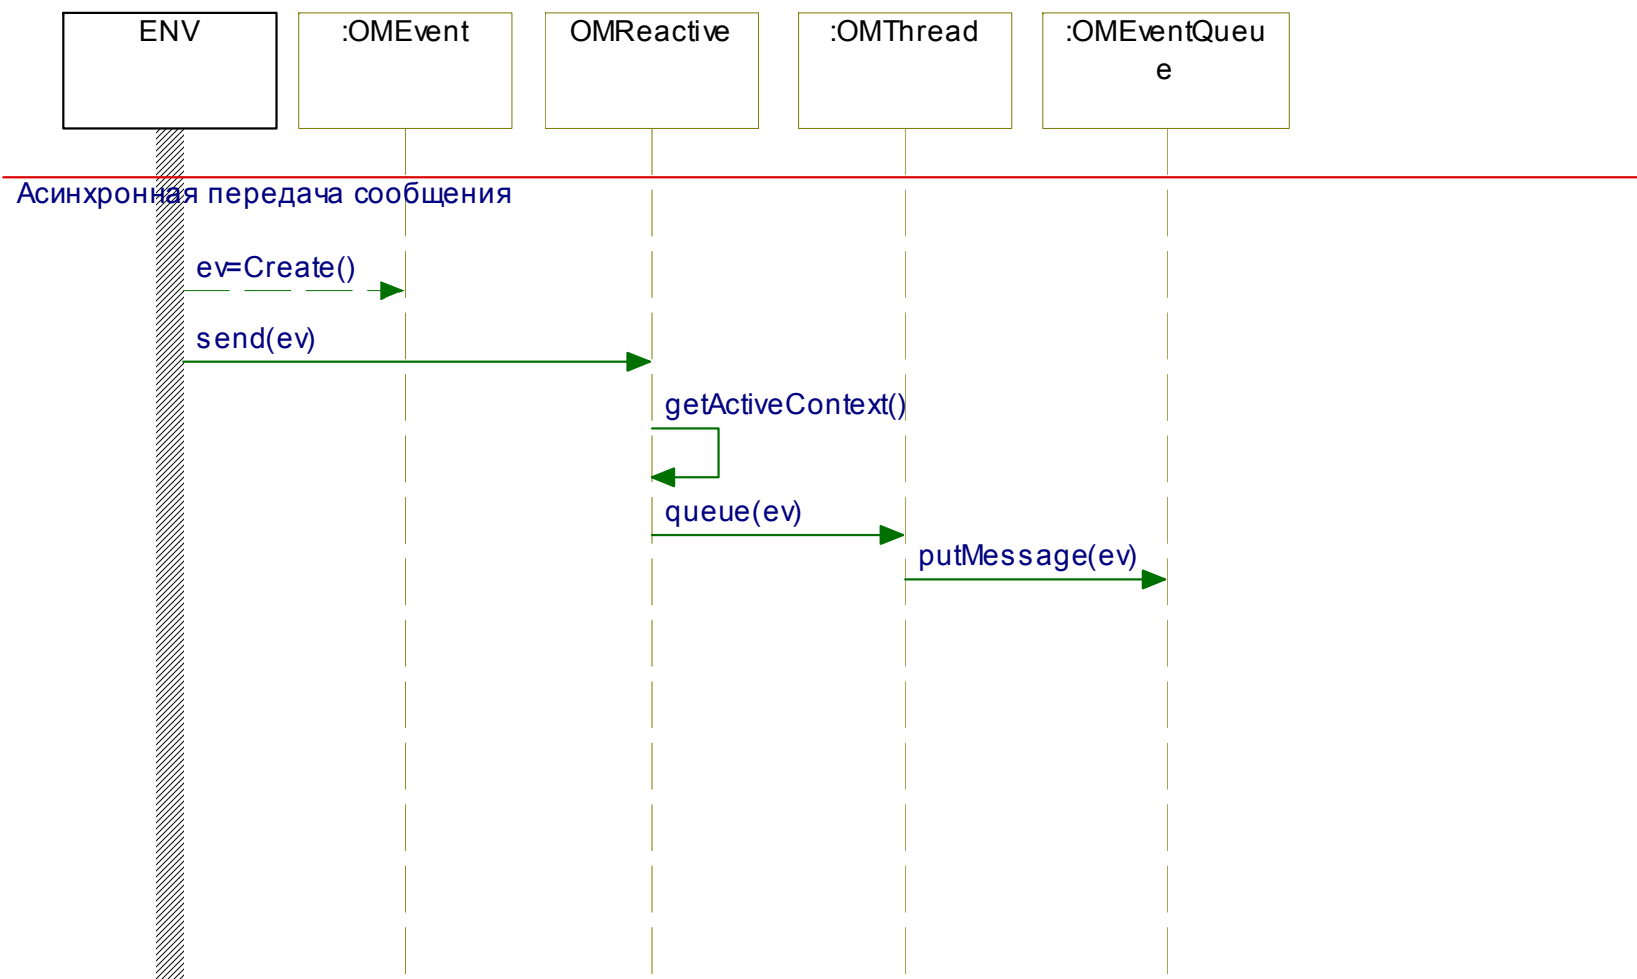 ENV
:OMEvent
OMReactive
:OMThread
:OMEventQueu
e
Асинхронная передача сообщения
ev=Create()
send(ev)
getActiveContext()
queue(ev)
putMessage(ev)